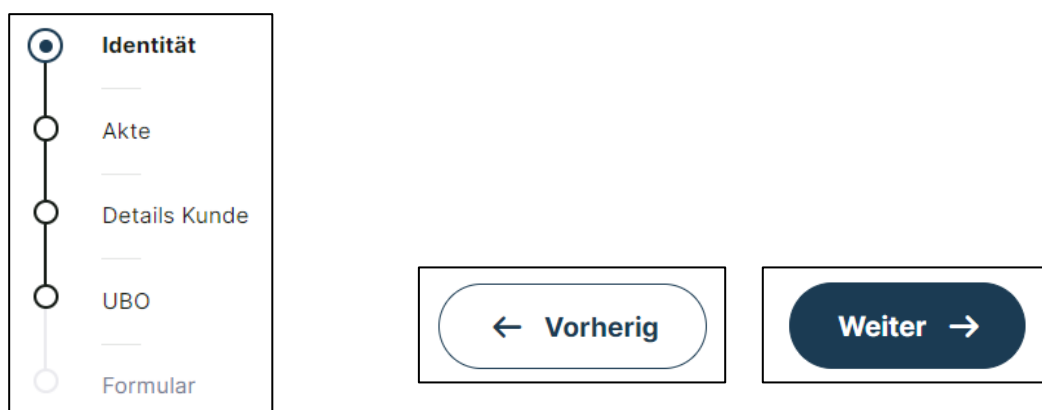 Identität
Akte
Details Kunde
UBO
Formular
← Vorherig
Weiter →